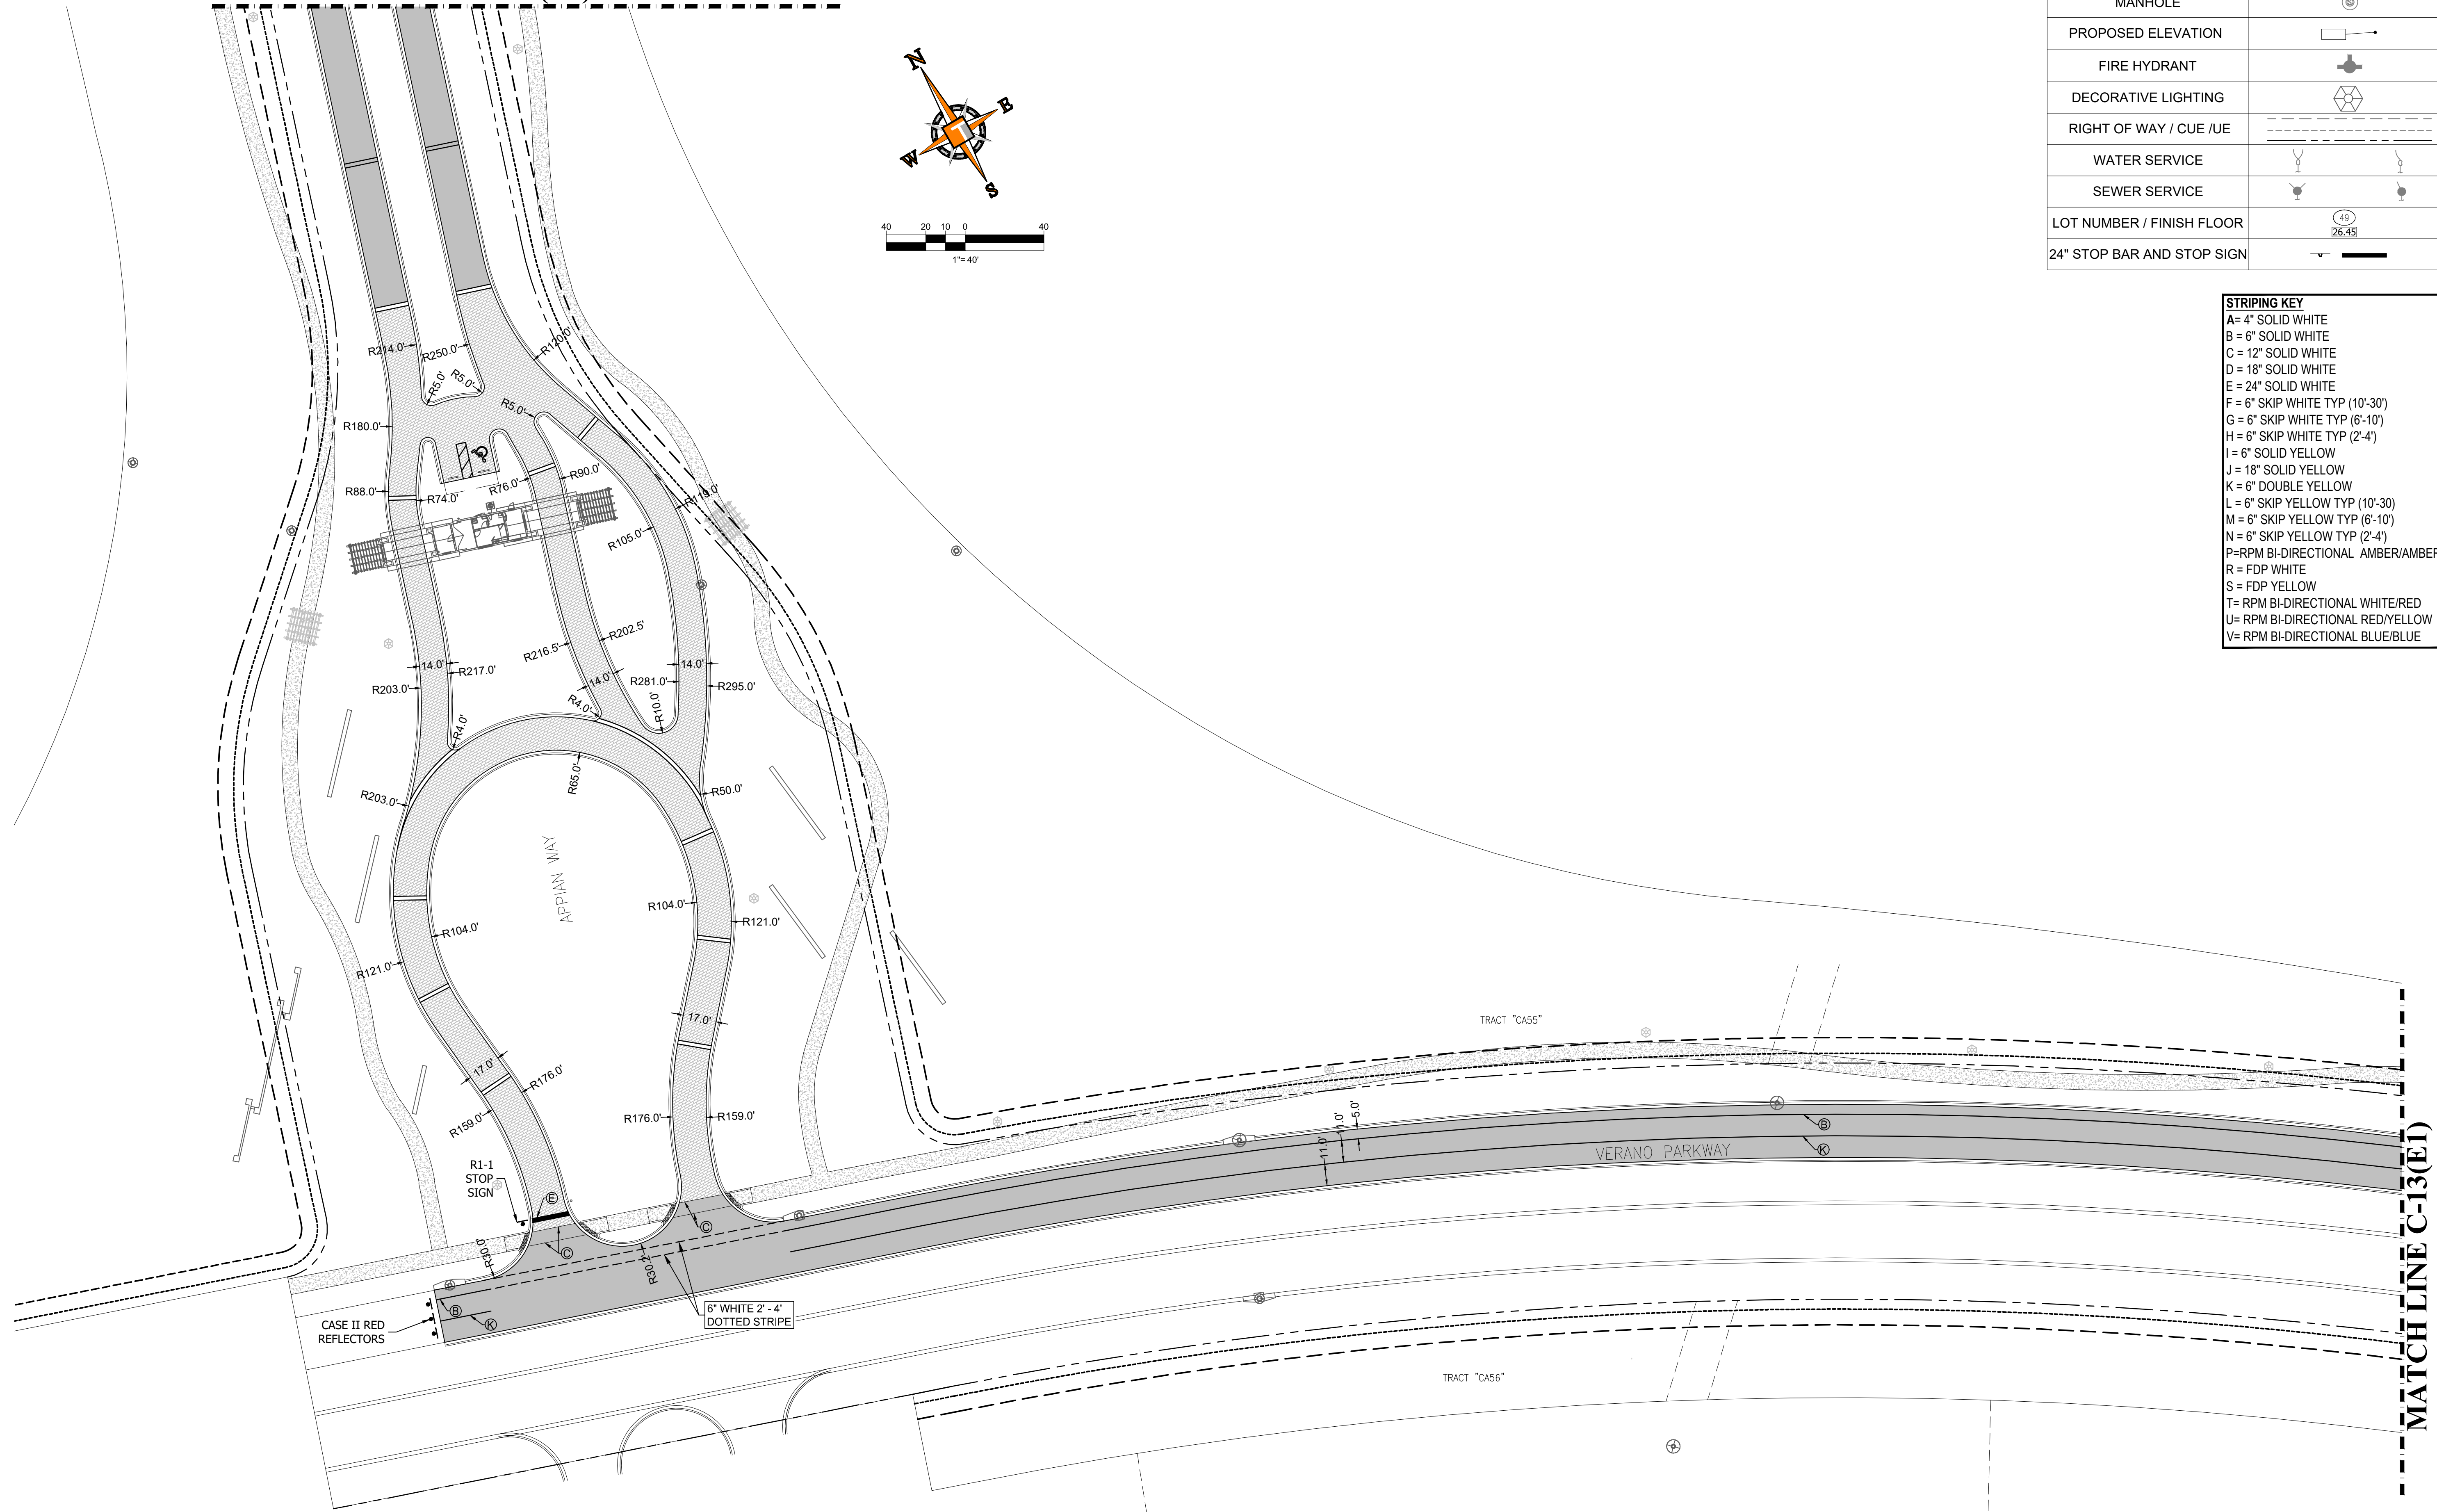 MANHOLE
PROPOSED ELEVATION
FIRE HYDRANT
DECORATIVE LIGHTING
RIGHT OF WAY / CUE /UE
WATER SERVICE
SEWER SERVICE
LOT NUMBER / FINISH FLOOR
49
26.45
24" STOP BAR AND STOP SIGN
STRIPING KEY
A= 4" SOLID WHITE
B = 6" SOLID WHITE
C = 12" SOLID WHITE
D = 18" SOLID WHITE
E = 24" SOLID WHITE
F = 6" SKIP WHITE TYP (10'-30')
G = 6" SKIP WHITE TYP (6'-10')
H = 6" SKIP WHITE TYP (2'-4')
I = 6" SOLID YELLOW
J = 18" SOLID YELLOW
K = 6" DOUBLE YELLOW
L = 6" SKIP YELLOW TYP (10'-30)
M = 6" SKIP YELLOW TYP (6'-10')
N = 6" SKIP YELLOW TYP (2'-4')
P=RPM BI-DIRECTIONAL AMBER/AMBER
R = FDP WHITE
S = FDP YELLOW
T= RPM BI-DIRECTIONAL WHITE/RED
U= RPM BI-DIRECTIONAL RED/YELLOW
V= RPM BI-DIRECTIONAL BLUE/BLUE
N
E
W
S
T
40 20 10 0 40
1"= 40'
R214.0'
R250.0'
R120.0'
R5.0'
R5.0'
R5.0'
R180.0'
R88.0'
R74.0'
R76.0'
R90.0'
R119.0'
R105.0'
R202.5'
R216.5'
14.0'
R217.0'
R203.0'
14.0'
14.0'
R281.0'
R295.0'
R10.0'
R4.0'
R4.0'
R65.0'
R50.0'
R203.0'
APPIAN WAY
R104.0'
R121.0'
R104.0'
R121.0'
17.0'
17.0'
R176.0'
R159.0'
R176.0'
R159.0'
R1-1
STOP
SIGN
E
C
C
R30.0'
R30.2'
B
K
CASE II RED
REFLECTORS
6" WHITE 2' - 4'
DOTTED STRIPE
11.0'
11.0'
5.0'
B
K
VERANO PARKWAY
TRACT "CA55"
TRACT "CA56"
MATCH LINE C-13(E1)